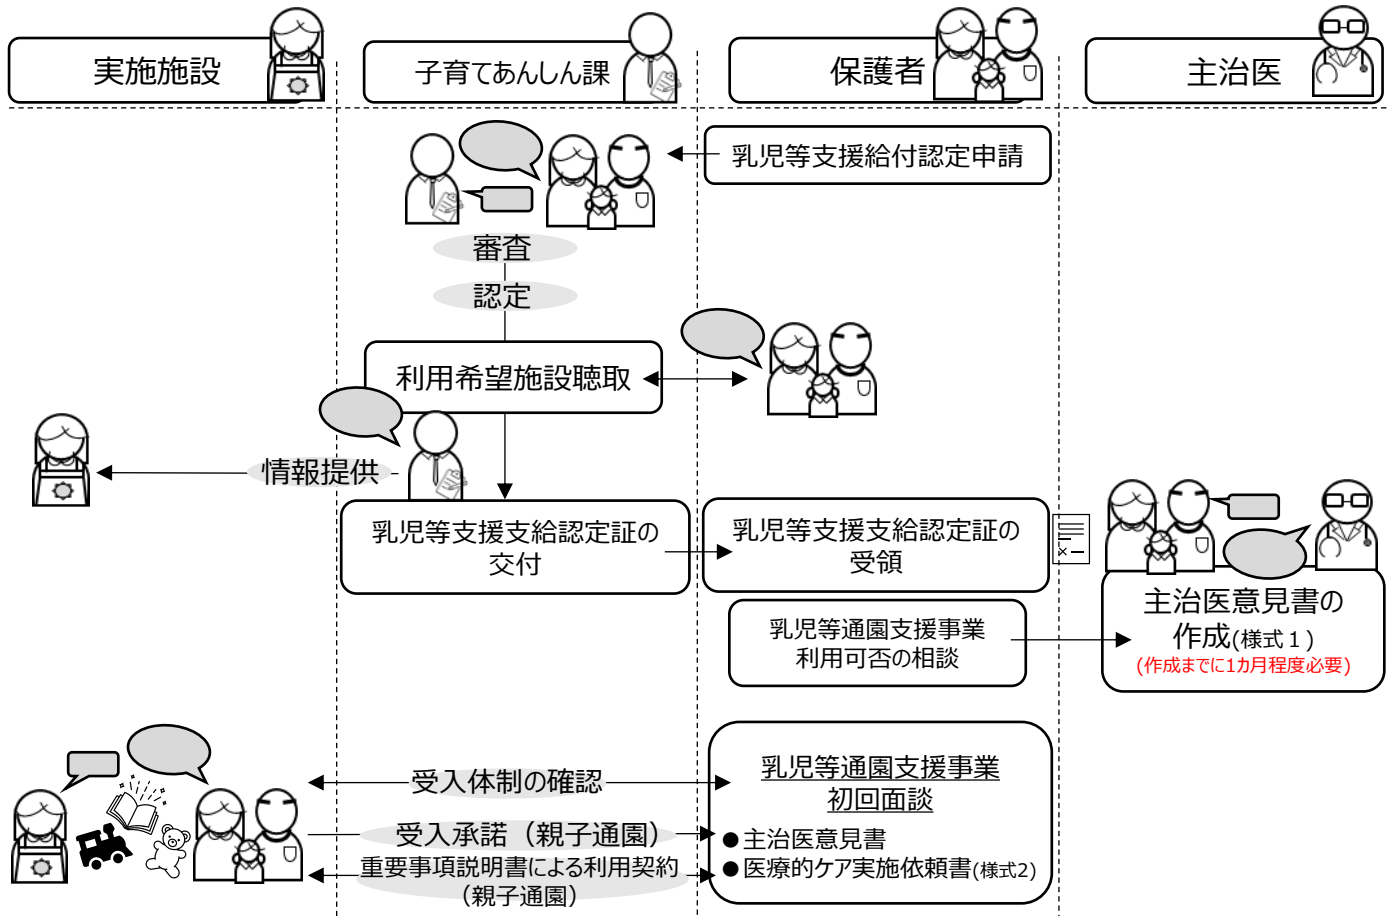 実施施設
子育てあんしん課
保護者
主治医
乳児等支援給付認定申請
審査
認定
利用希望施設聴取
情報提供
乳児等支援支給認定証の
交付
乳児等支援支給認定証の
受領
主治医意見書の
作成(様式1)
(作成までに1カ月程度必要)
乳児等通園支援事業
利用可否の相談
乳児等通園支援事業
初回面談
●主治医意見書
●医療的ケア実施依頼書(様式2)
受入体制の確認
受入承諾(親子通園)
重要事項説明書による利用契約
(親子通園)